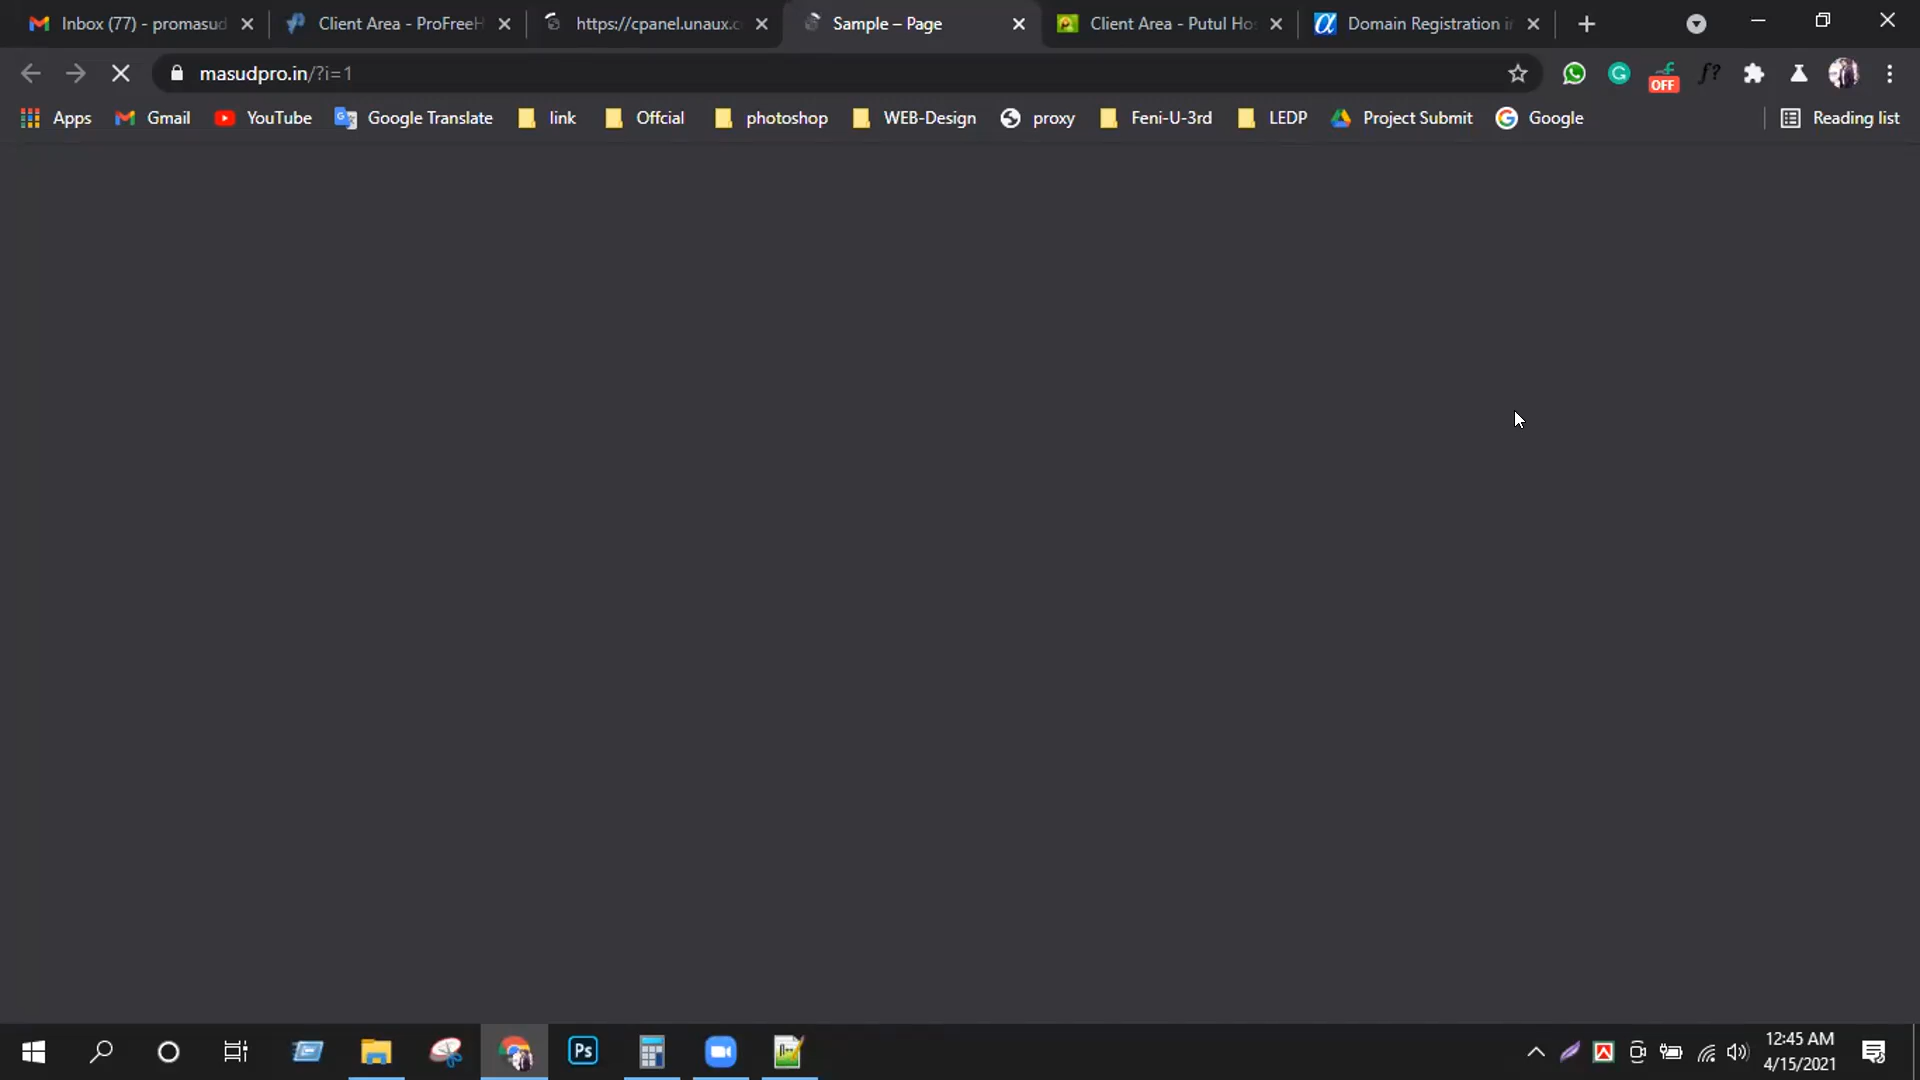 Inbox (77) - promasud
Client Area - ProFreeH
https://cpanel.unaux.c
Sample – Page
Client Area - Putul Ho
Domain Registration i
masudpro.in/?i=1
OFF
f?
Apps
Gmail
YouTube
Google Translate
link
Offcial
photoshop
WEB-Design
proxy
Feni-U-3rd
LEDP
Project Submit
Google
Reading list
Ps
12:45 AM
4/15/2021